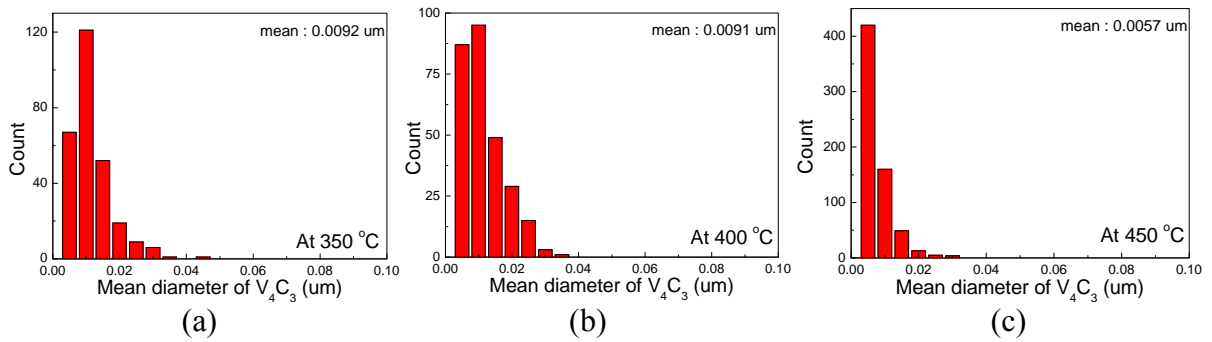 mean : 0.0092 um
120
80
40
0
Count
At 350 °C
0.00 0.02 0.04 0.06 0.08 0.10
Mean diameter of V₄C₃ (um)
(a)
mean : 0.0091 um
100
75
50
25
0
Count
At 400 °C
0.00 0.02 0.04 0.06 0.08 0.10
Mean diameter of V₄C₃ (um)
(b)
mean : 0.0057 um
400
300
200
100
0
Count
At 450 °C
0.00 0.02 0.04 0.06 0.08 0.10
Mean diameter of V₄C₃ (um)
(c)